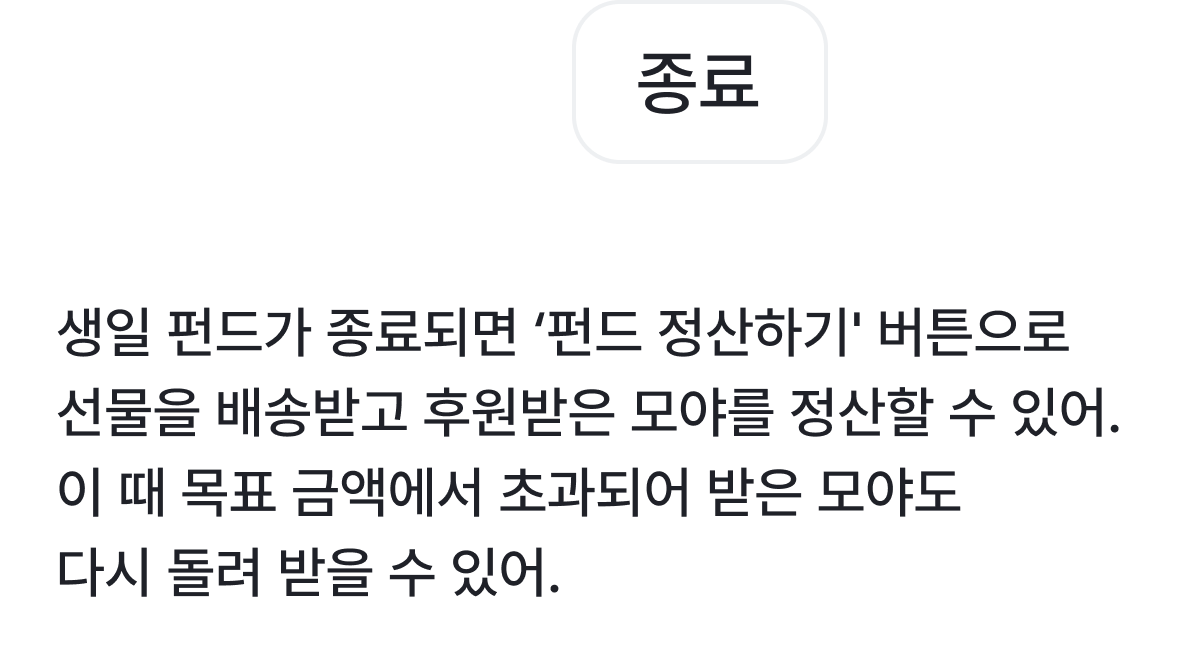 종료
생일 펀드가 종료되면 ‘펀드 정산하기' 버튼으로
선물을 배송받고 후원받은 모야를 정산할 수 있어.
이 때 목표 금액에서 초과되어 받은 모야도
다시 돌려 받을 수 있어.